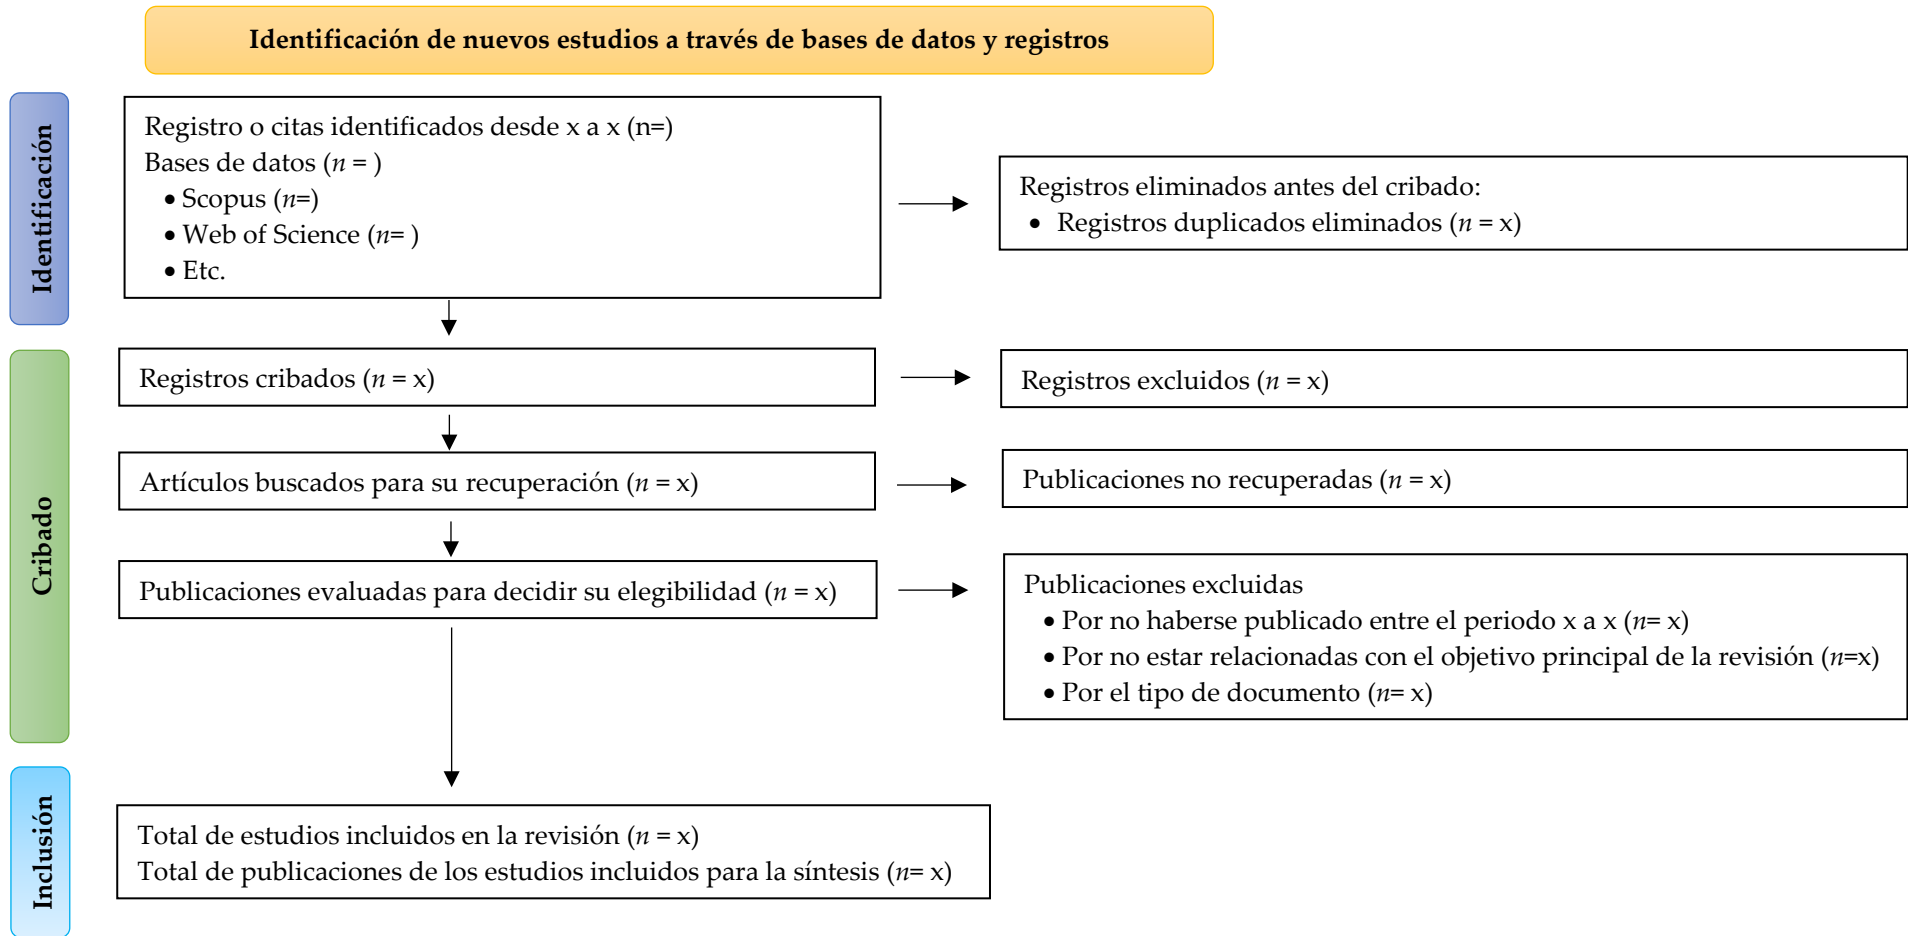 Identificación de nuevos estudios a través de bases de datos y registros
Identificación
Registro o citas identificados desde x a x (n=)
Bases de datos (n = )
• Scopus (n=)
• Web of Science (n= )
• Etc.
Registros eliminados antes del cribado:
• Registros duplicados eliminados (n = x)
Cribado
Registros cribados (n = x)
Registros excluidos (n = x)
Artículos buscados para su recuperación (n = x)
Publicaciones no recuperadas (n = x)
Publicaciones evaluadas para decidir su elegibilidad (n = x)
Publicaciones excluidas
• Por no haberse publicado entre el periodo x a x (n= x)
• Por no estar relacionadas con el objetivo principal de la revisión (n=x)
• Por el tipo de documento (n= x)
Inclusión
Total de estudios incluidos en la revisión (n = x)
Total de publicaciones de los estudios incluidos para la síntesis (n= x)